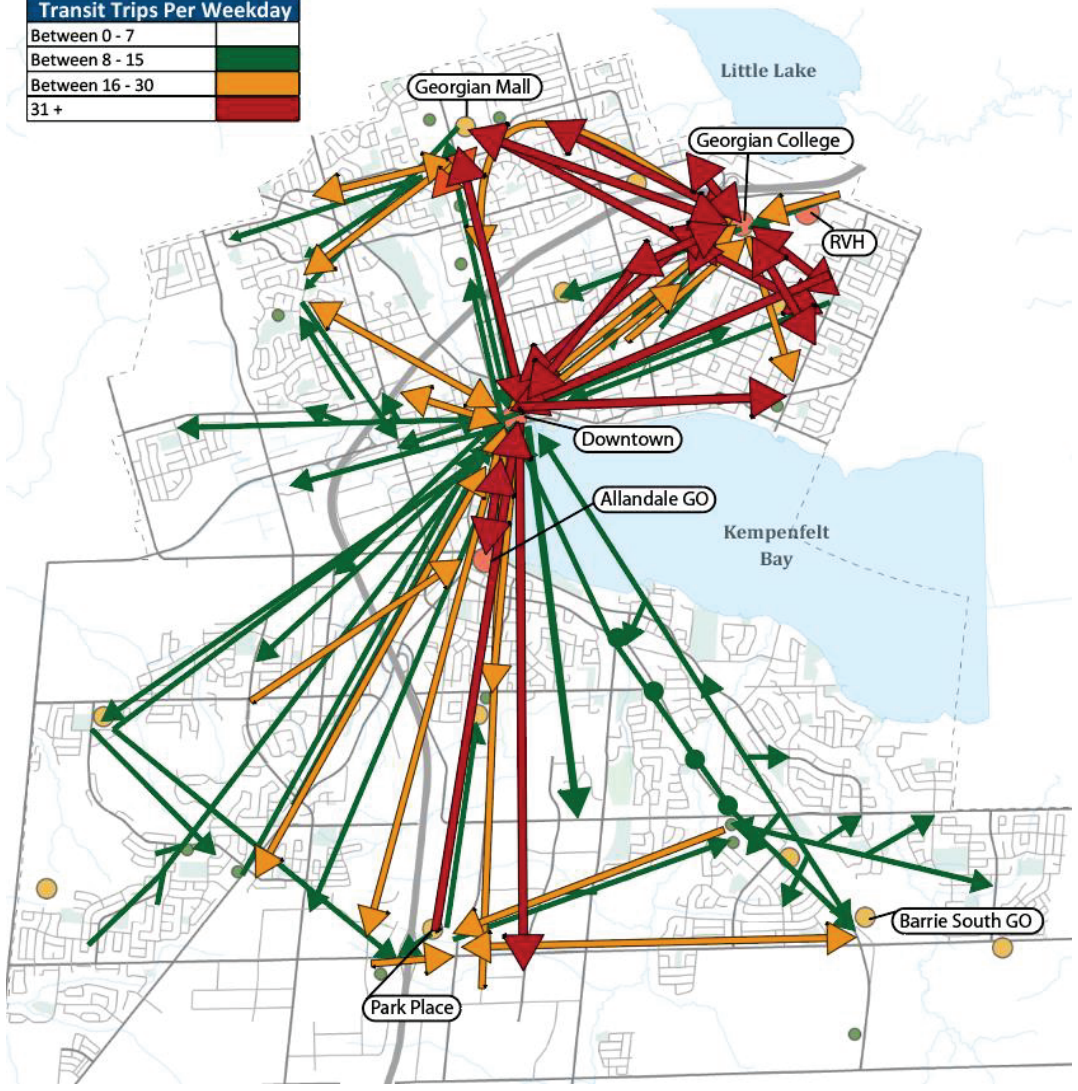 Transit Trips Per Weekday
Between 0 - 7
Between 8 - 15
Between 16 - 30
31 +
Little Lake
Georgian Mall
Georgian College
RVH
Downtown
Allandale GO
Kempenfelt
Bay
Barrie South GO
Park Place